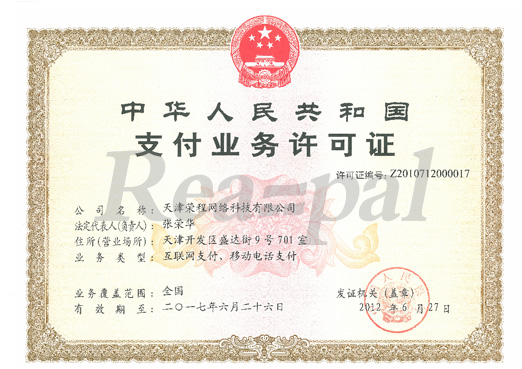 中华人民共和国
支付业务许可证
许可证编号: Z2010712000017
Rea-pal
公司名称: 天津荣程网络科技有限公司
法定代表人(负责人): 张荣华
住所(营业场所): 天津开发区盛达街9号701室
业务类型: 互联网支付、移动电话支付
业务覆盖范围: 全国
发证机关(盖章)
有效期至: 二〇一七年六月二十六日
2012年6月27日